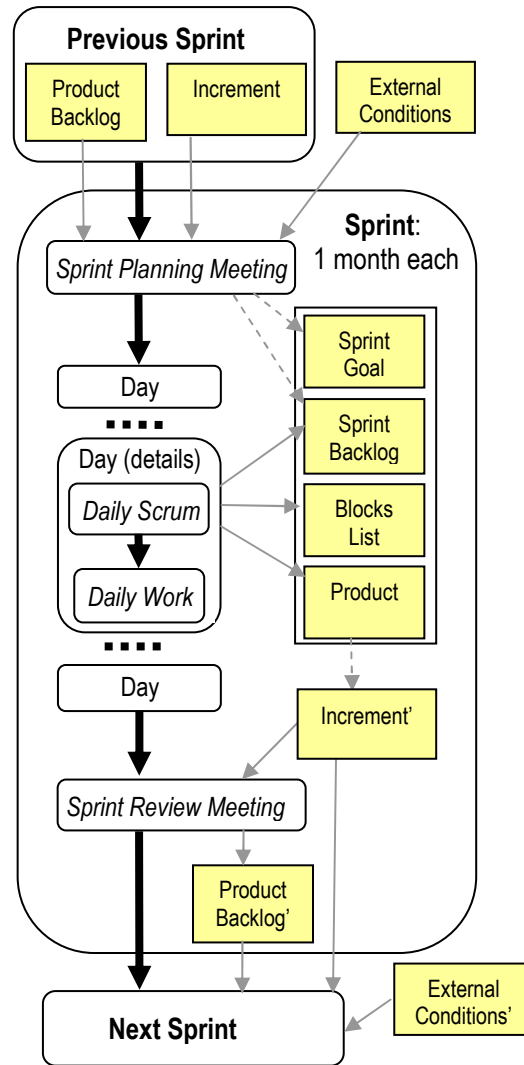 Previous Sprint
Product
Backlog
Increment
External
Conditions
Sprint:
1 month each
Sprint Planning Meeting
Sprint
Goal
Day
Sprint
Backlog
Day (details)
Daily Scrum
Blocks
List
Daily Work
Product
Day
Increment’
Sprint Review Meeting
Product
Backlog’
External
Conditions’
Next Sprint